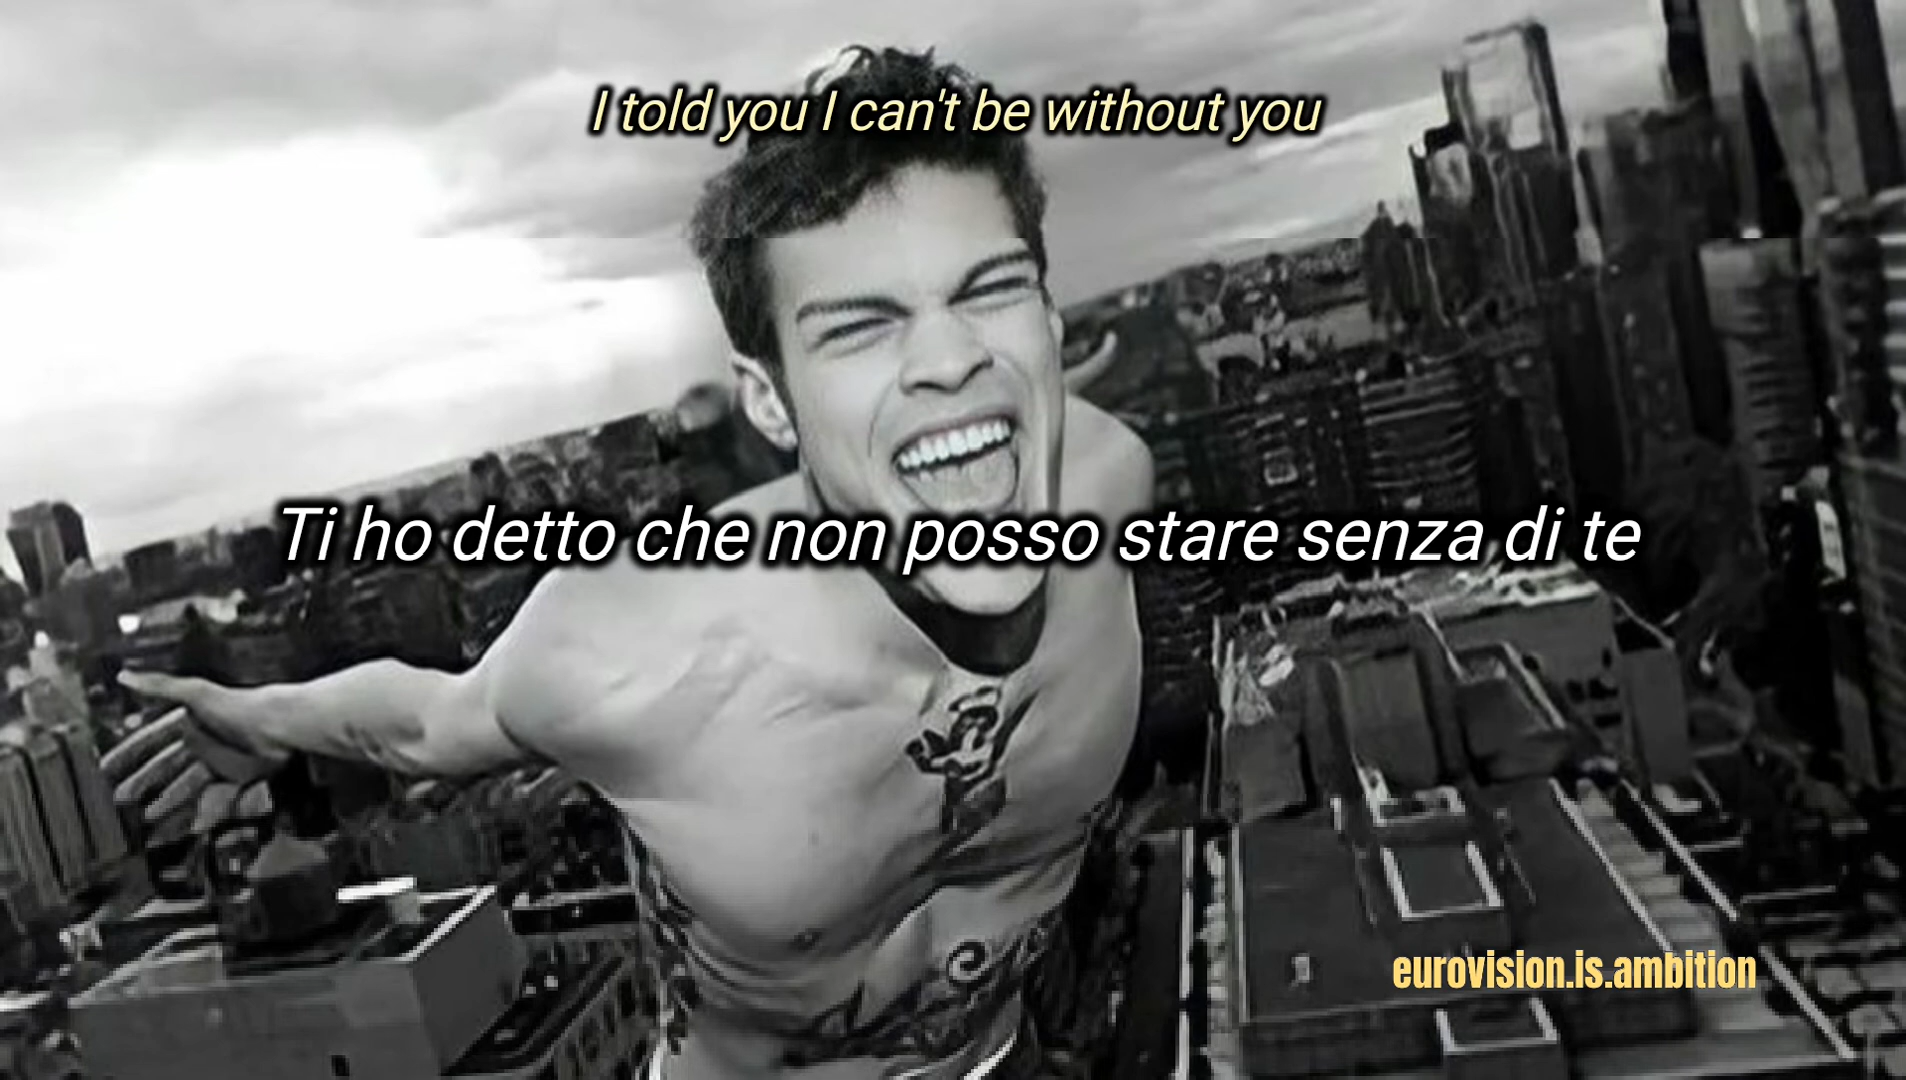 I told you I can't be without you
Ti ho detto che non posso stare senza di te
eurovision.is.ambition